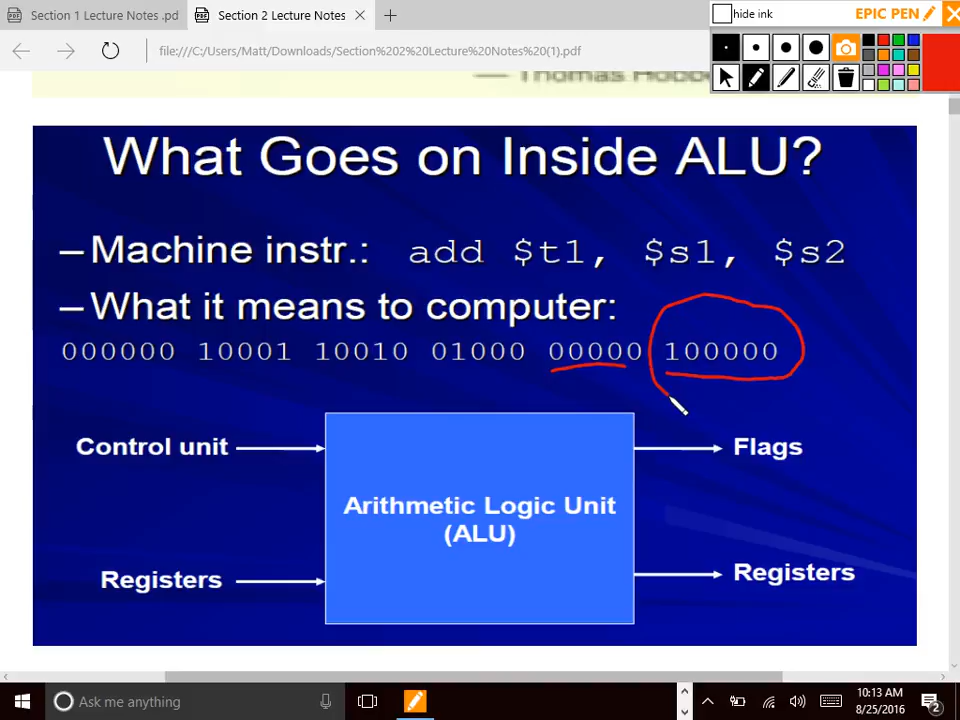 Section 1 Lecture Notes .pd
Section 2 Lecture Notes
hide ink
EPIC PEN
file:///C:/Users/Matt/Downloads/Section%202%20Lecture%20Notes%20(1).pdf
— Thomas Hobbe
What Goes on Inside ALU?
–Machine instr.: add $t1, $s1, $s2
–What it means to computer:
000000 10001 10010 01000 00000 100000
Control unit
Flags
Arithmetic Logic Unit
(ALU)
Registers
Registers
Ask me anything
10:13 AM
8/25/2016
2